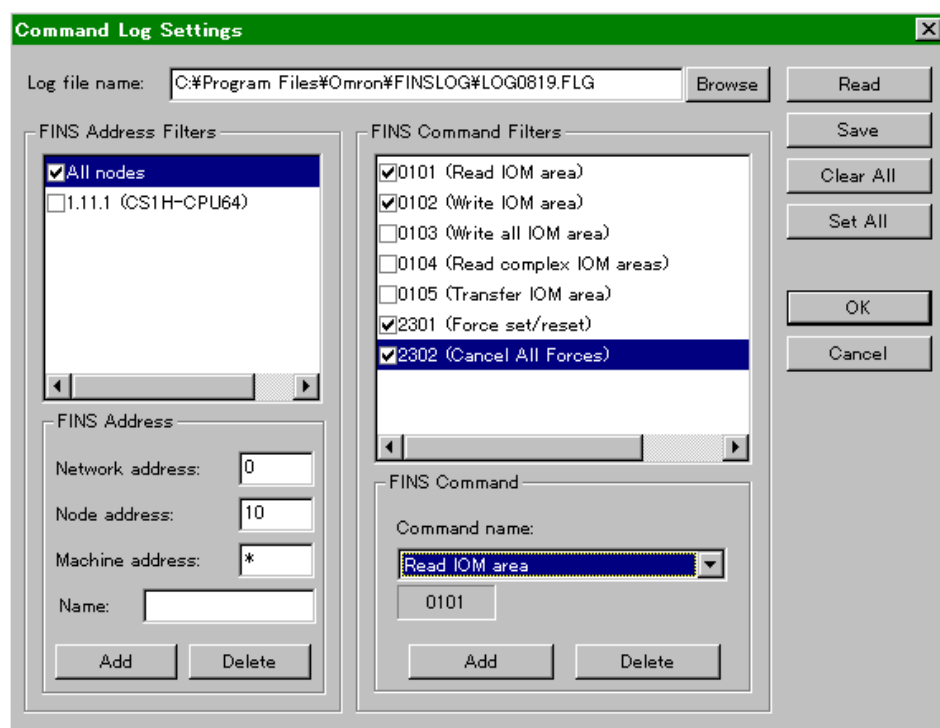 Command Log Settings
Log file name: C:¥Program Files¥Omron¥FINSLOG¥LOG0819.FLG Browse
Read
Save
Clear All
Set All
OK
Cancel
FINS Address Filters
All nodes
1.11.1 (CS1H-CPU64)
FINS Address
Network address: 0
Node address: 10
Machine address: *
Name:
Add Delete
FINS Command Filters
0101 (Read IOM area)
0102 (Write IOM area)
0103 (Write all IOM area)
0104 (Read complex IOM areas)
0105 (Transfer IOM area)
2301 (Force set/reset)
2302 (Cancel All Forces)
FINS Command
Command name:
Read IOM area
0101
Add Delete